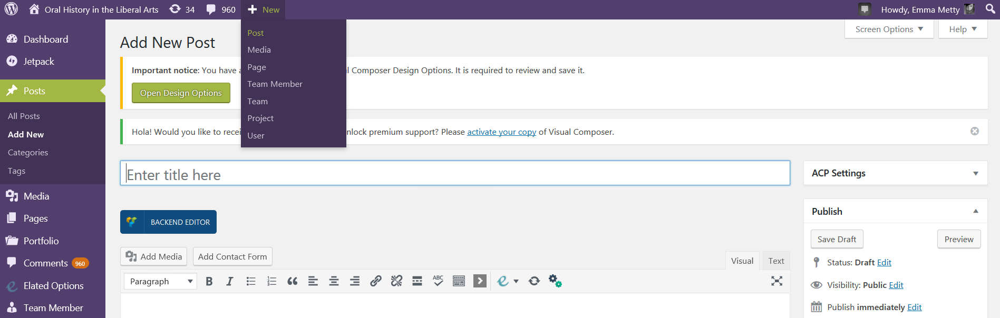 Oral History in the Liberal Arts 34 960 New Howdy, Emma Metty
Post
Media
Page
Team Member
Team
Project
User
Dashboard
Jetpack
Posts
All Posts
Add New
Categories
Tags
Media
Pages
Portfolio
Comments 960
Elated Options
Team Member
Screen Options Help
Add New Post
Important notice: You have a l Composer Design Options. It is required to review and save it.
Open Design Options
Hola! Would you like to recei nlock premium support? Please activate your copy of Visual Composer.
Enter title here
BACKEND EDITOR
Add Media Add Contact Form
Visual Text
Paragraph B I ABC
ACP Settings
Publish
Save Draft Preview
Status: Draft Edit
Visibility: Public Edit
Publish immediately Edit